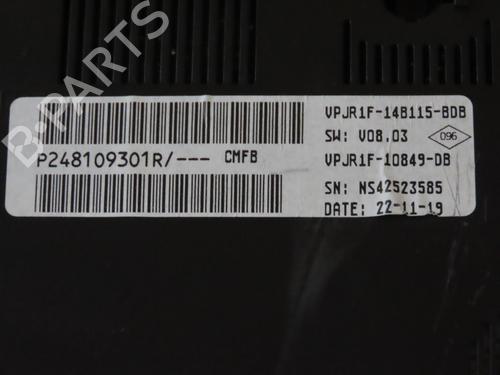 B-PARTS
P248109301R/--- CMFB
VPJR1F-14B115-BDB
SW: V08.03
096
VPJR1F-10849-DB
SN: NS42523585
DATE: 22-11-19